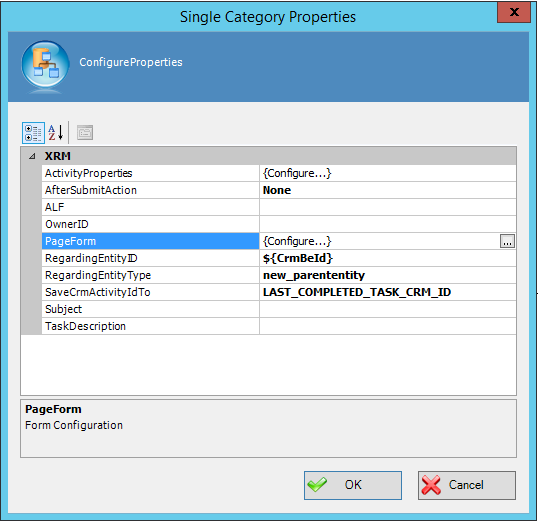 Single Category Properties
x
ConfigureProperties
A
Z
XRM
ActivityProperties {Configure...}
AfterSubmitAction None
ALF
OwnerID
PageForm {Configure...} ...
RegardingEntityID ${CrmBeId}
RegardingEntityType new_parententity
SaveCrmActivityIdTo LAST_COMPLETED_TASK_CRM_ID
Subject
TaskDescription
PageForm
Form Configuration
OK Cancel